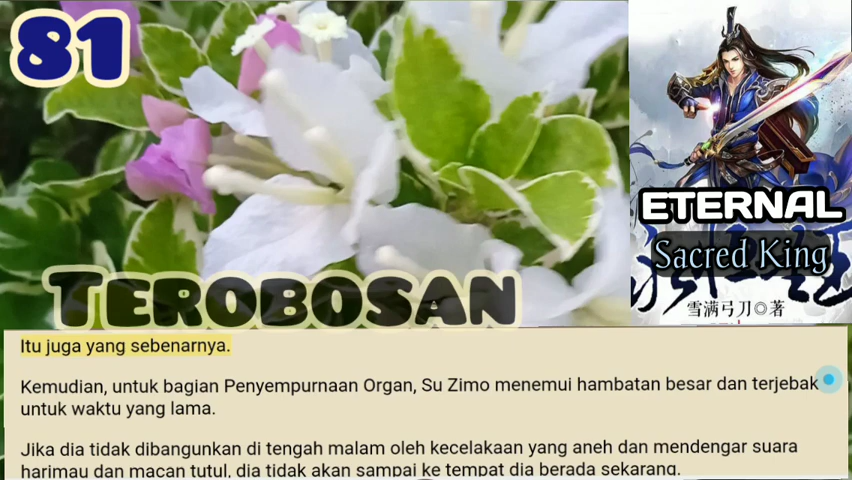 81
ETERNAL
Sacred King
雪满弓刀◎著
TEROBOSAN
Itu juga yang sebenarnya.
Kemudian, untuk bagian Penyempurnaan Organ, Su Zimo menemui hambatan besar dan terjebak
untuk waktu yang lama.
Jika dia tidak dibangunkan di tengah malam oleh kecelakaan yang aneh dan mendengar suara
harimau dan macan tutul, dia tidak akan sampai ke tempat dia berada sekarang.